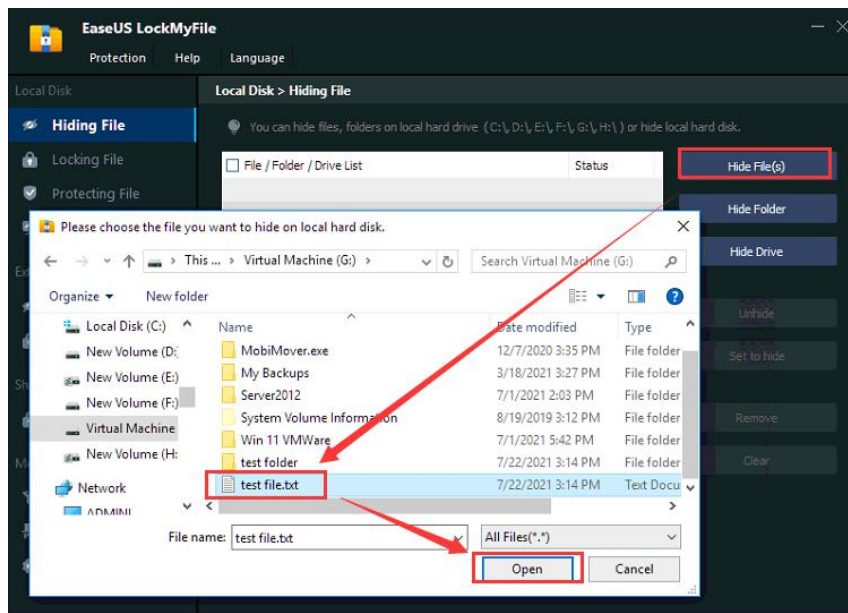 EaseUS LockMyFile
Protection Help Language
Local Disk
Local Disk > Hiding File
Hiding File
You can hide files, folders on local hard drive (C:\, D:\, E:\, F:\, G:\, H:\) or hide local hard disk.
Locking File
Protecting File
File / Folder / Drive List Status
Hide File(s)
Hide Folder
Hide Drive
Unhide
Set to hide
Remove
Clear
Please choose the file you want to hide on local hard disk.
This ... > Virtual Machine (G:) >
Search Virtual Machine (G:)
Organize New folder
Name Date modified Type
Local Disk (C:)
New Volume (D:
New Volume (E:)
New Volume (F:)
Virtual Machine
New Volume (H:
Network
ADMINI
MobiMover.exe 12/7/2020 3:35 PM File folder
My Backups 3/18/2021 3:27 PM File folder
Server2012 7/1/2021 2:03 PM File folder
System Volume Information 8/19/2019 3:12 PM File folder
Win 11 VMWare 7/1/2021 5:42 PM File folder
test folder 7/22/2021 3:14 PM File folder
test file.txt 7/22/2021 3:14 PM Text Docu
File name: test file.txt All Files(*.*)
Open Cancel